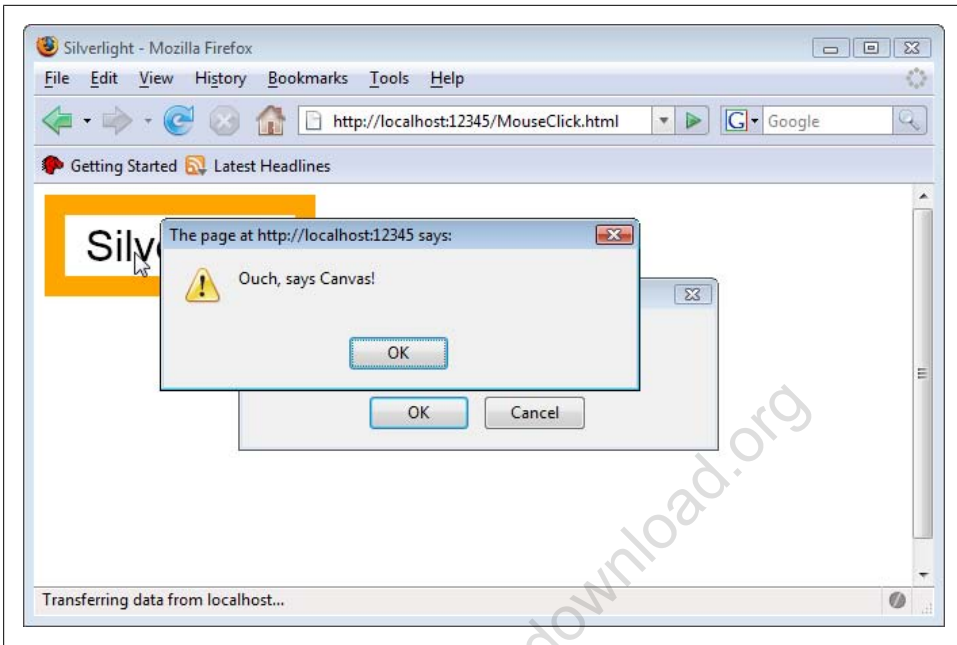 Silverlight - Mozilla Firefox
File Edit View History Bookmarks Tools Help
http://localhost:12345/MouseClick.html
G Google
Getting Started Latest Headlines
Silv
The page at http://localhost:12345 says:
Ouch, says Canvas!
OK
OK Cancel
Transferring data from localhost...
ownload.org